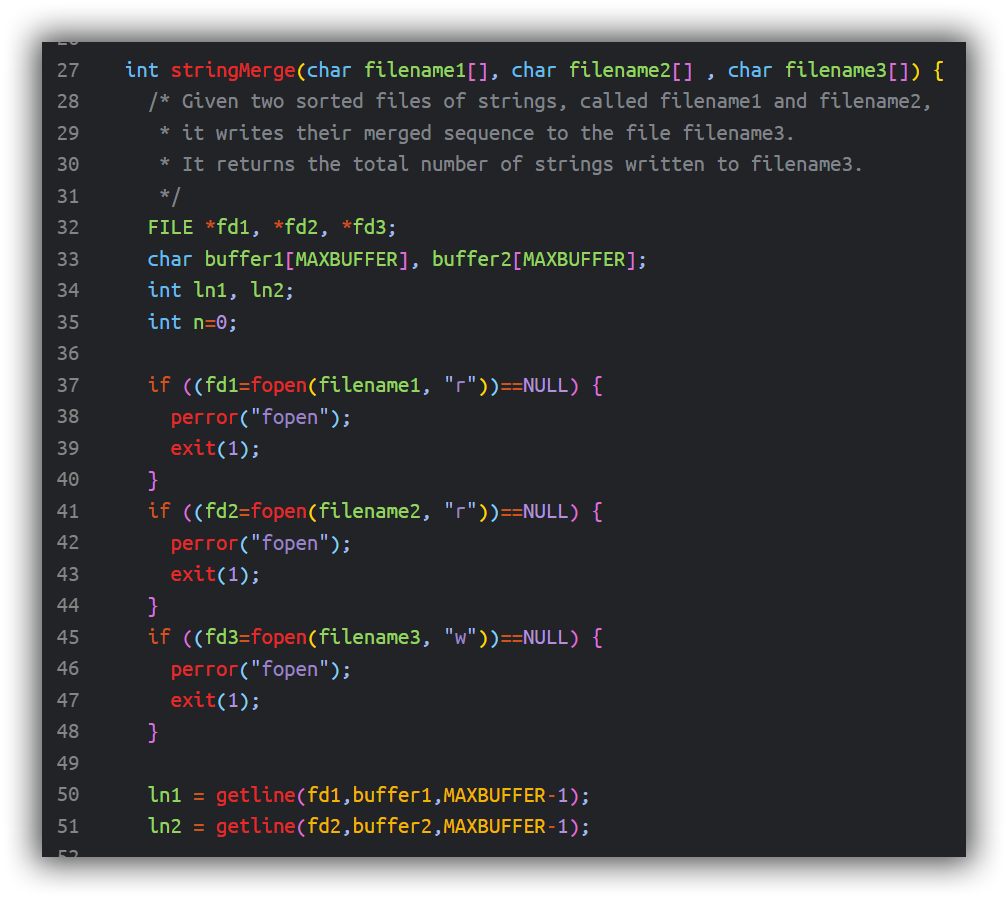 27 int stringMerge(char filename1[], char filename2[] , char filename3[]) {
28 /* Given two sorted files of strings, called filename1 and filename2,
29 * it writes their merged sequence to the file filename3.
30 * It returns the total number of strings written to filename3.
31 */
32 FILE *fd1, *fd2, *fd3;
33 char buffer1[MAXBUFFER], buffer2[MAXBUFFER];
34 int ln1, ln2;
35 int n=0;
36
37 if ((fd1=fopen(filename1, "r"))==NULL) {
38 perror("fopen");
39 exit(1);
40 }
41 if ((fd2=fopen(filename2, "r"))==NULL) {
42 perror("fopen");
43 exit(1);
44 }
45 if ((fd3=fopen(filename3, "w"))==NULL) {
46 perror("fopen");
47 exit(1);
48 }
49
50 ln1 = getline(fd1,buffer1,MAXBUFFER-1);
51 ln2 = getline(fd2,buffer2,MAXBUFFER-1);